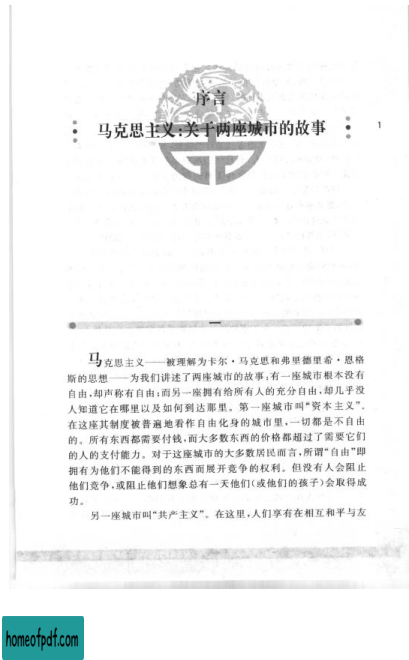 序言
马克思主义:关于两座城市的故事
1
一
马克思主义——被理解为卡尔·马克思和弗里德里希·恩格
斯的思想——为我们讲述了两座城市的故事:有一座城市根本没有
自由,却声称有自由;而另一座拥有给所有人的充分自由,却几乎没
人知道它在哪里以及如何到达那里。第一座城市叫“资本主义”。
在这座其制度被普遍地看作自由化身的城市里,一切都是不自由
的。所有东西都需要付钱,而大多数东西的价格都超过了需要它们
的人的支付能力。对于这座城市的大多数居民而言,所谓“自由”即
拥有为他们不能得到的东西而展开竞争的权利。但没有人会阻止
他们竞争,或阻止他们想象总有一天他们(或他们的孩子)会取得成
功。
另一座城市叫“共产主义”。在这里,人们享有在相互和平与友
homeofpdf.com